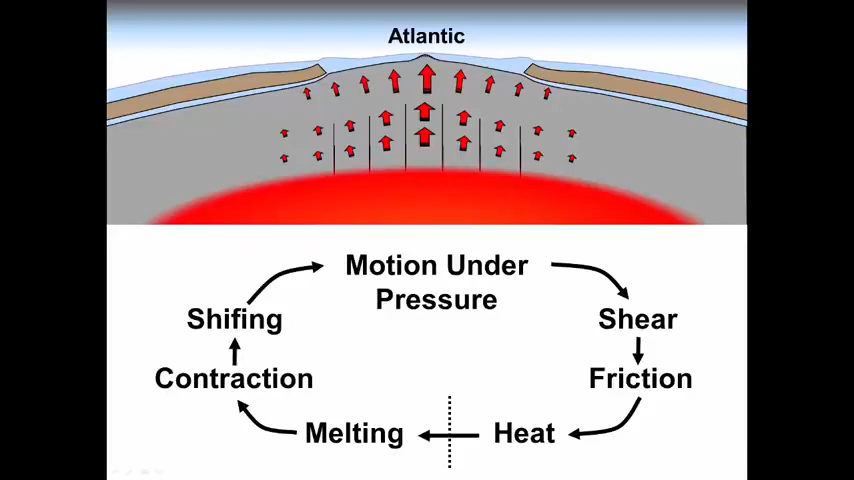 Atlantic
Motion Under
Pressure
Shifing
Shear
Contraction
Friction
Melting
Heat